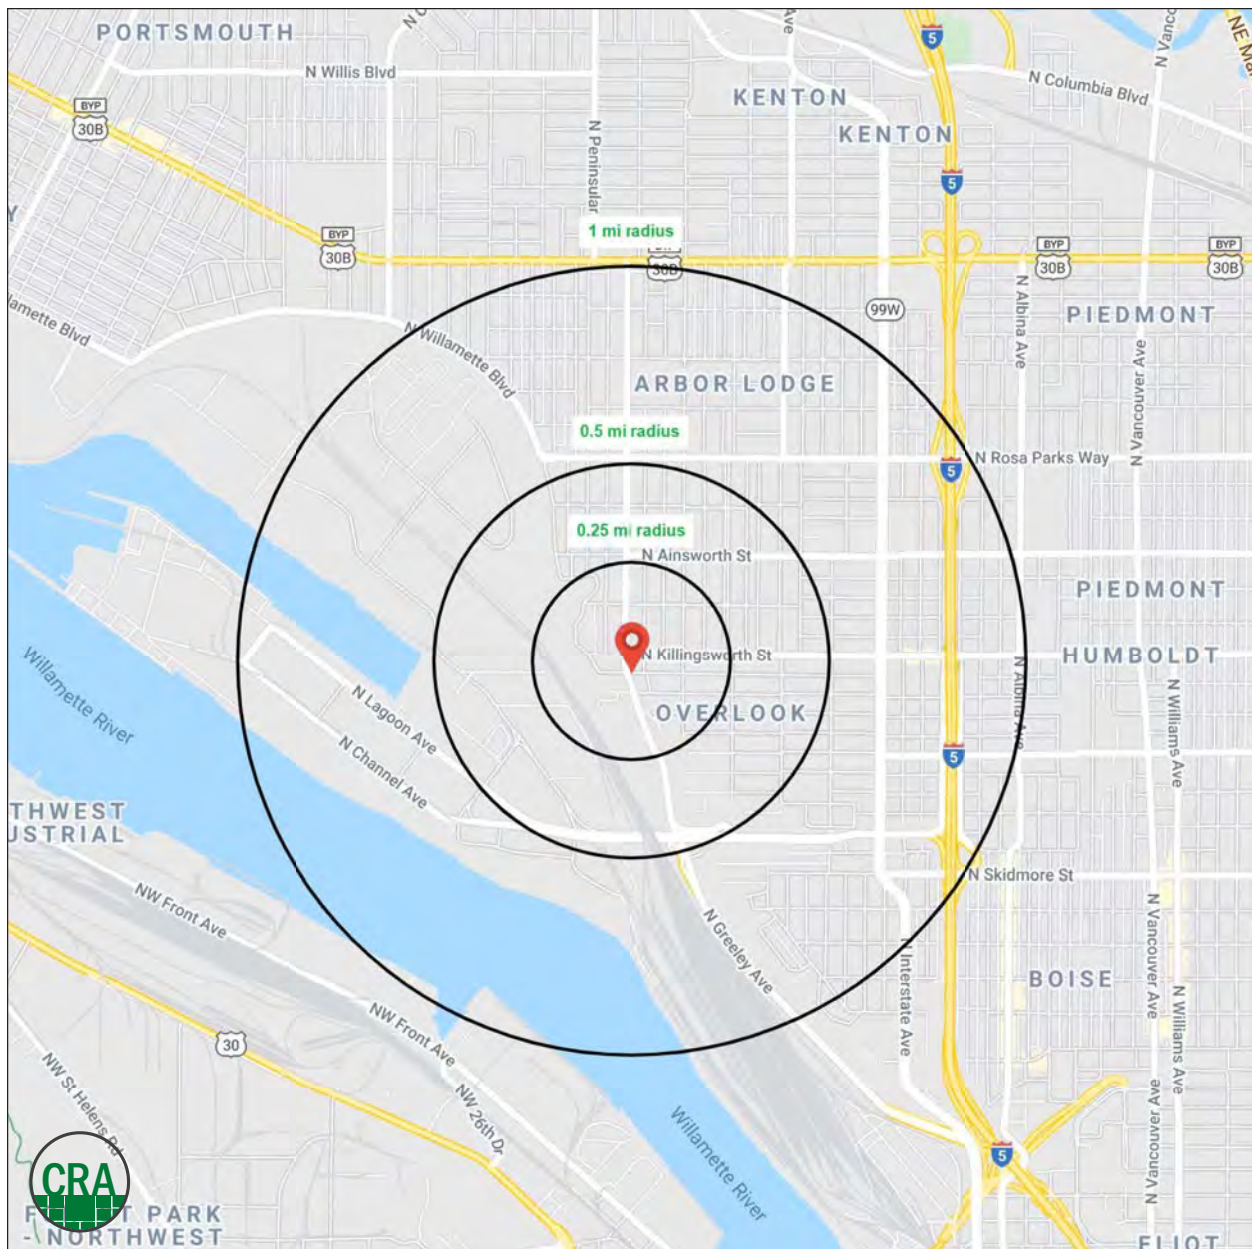 PORTSMOUTH
N Willis Blvd
N Columbia Blvd
N Vanco
NE Ma
Ave
5
KENTON
KENTON
BYP
30B
N Peninsular
5
1 mi radius
BYP
30B
30B
BYP
30B
BYP
30B
99W
N Albina Ave
PIEDMONT
lamette Blvd
N Willamette Blvd
ARBOR LODGE
N Vancouver Ave
0.5 mi radius
5
N Rosa Parks Way
0.25 mi radius
N Ainsworth St
PIEDMONT
N Killingsworth St
HUMBOLDT
Willamette River
N Lagoon Ave
OVERLOOK
N Albina Ave
N Williams Ave
N Channel Ave
5
THWEST
USTRIAL
N Skidmore St
NW Front Ave
N Greeley Ave
N Interstate Ave
N Vancouver Ave
BOISE
N Williams Ave
NW Front Ave
30
NW St Helens Rd
NW 26th Dr
Willamette River
N Vancouver Ave
5
CRA
PARK
- NORTHWEST
ELIOT